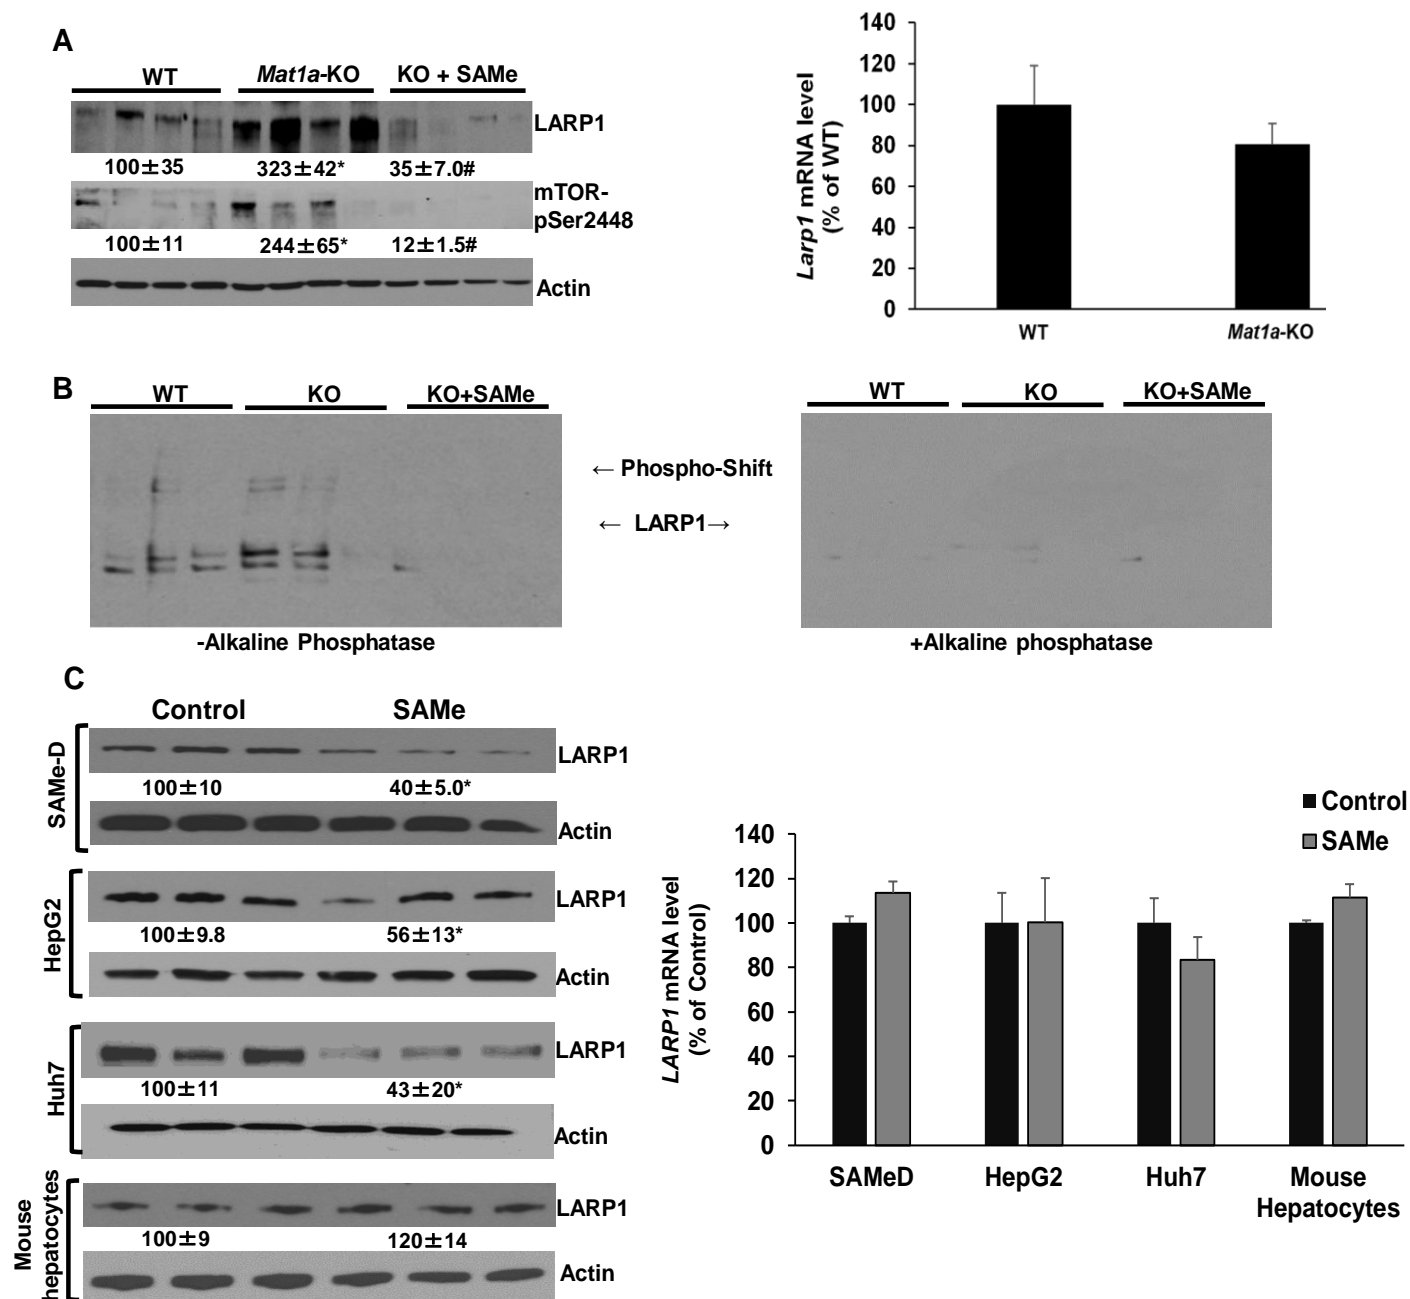 A
WT Mat1a-KO KO + SAMe
LARP1
100±35 323±42* 35±7.0#
mTOR-
pSer2448
100±11 244±65* 12±1.5#
Actin
Larp1 mRNA level
(% of WT)
140
120
100
80
60
40
20
0
WT Mat1a-KO
B
WT KO KO+SAMe
WT KO KO+SAMe
← Phospho-Shift
← LARP1→
-Alkaline Phosphatase
+Alkaline phosphatase
C
Control SAMe
SAMe-D
LARP1
100±10 40±5.0*
Actin
HepG2
LARP1
100±9.8 56±13*
Actin
Huh7
LARP1
100±11 43±20*
Actin
Mouse
hepatocytes
LARP1
100±9 120±14
Actin
Control
SAMe
LARP1 mRNA level
(% of Control)
140
120
100
80
60
40
20
0
SAMeD HepG2 Huh7 Mouse
Hepatocytes